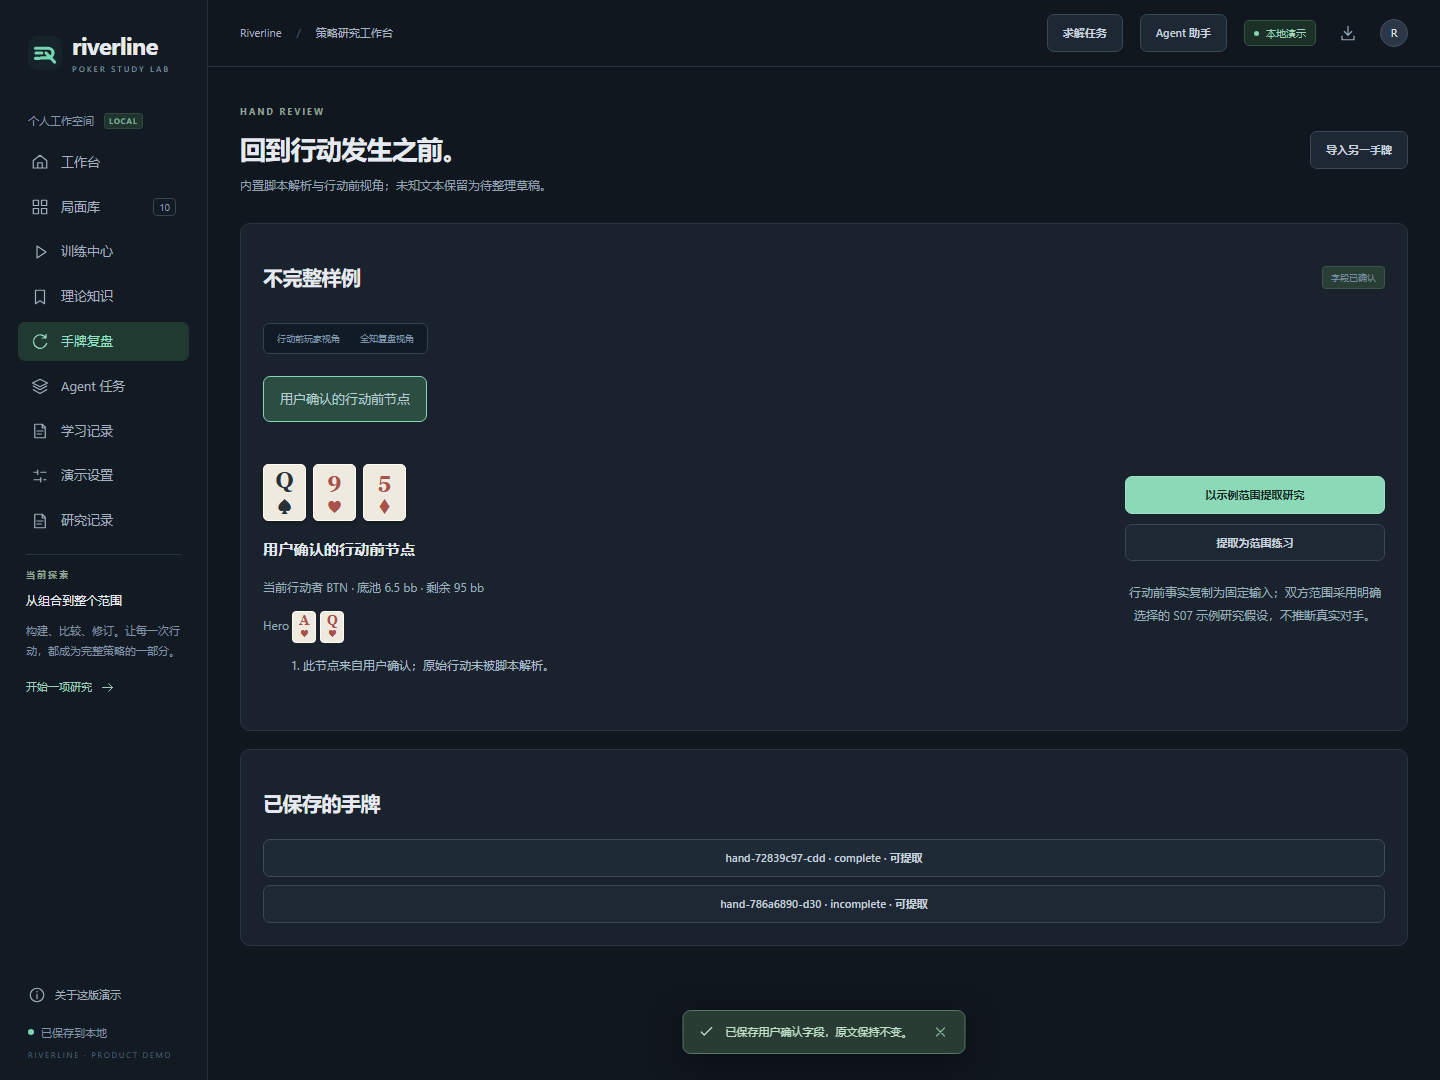 riverline
POKER STUDY LAB
个人工作空间 LOCAL
工作台
局面库 10
训练中心
理论知识
手牌复盘
Agent 任务
学习记录
演示设置
研究记录
当前探索
从组合到整个范围
构建、比较、修订。让每一次行
动，都成为完整策略的一部分。
开始一项研究
关于这版演示
已保存到本地
RIVERLINE · PRODUCT DEMO
Riverline / 策略研究工作台
求解任务
Agent 助手
本地演示
R
HAND REVIEW
回到行动发生之前。
内置脚本解析与行动前视角；未知文本保留为待整理草稿。
导入另一手牌
不完整样例
字段已确认
行动前玩家视角 全知复盘视角
用户确认的行动前节点
Q♠ 9♥ 5♦
用户确认的行动前节点
当前行动者 BTN · 底池 6.5 bb · 剩余 95 bb
Hero A♥ Q♥
1. 此节点来自用户确认；原始行动未被脚本解析。
以示例范围提取研究
提取为范围练习
行动前事实复制为固定输入；双方范围采用明确
选择的 S07 示例研究假设，不推断真实对手。
已保存的手牌
hand-72839c97-cdd · complete · 可提取
hand-786a6890-d30 · incomplete · 可提取
已保存用户确认字段，原文保持不变。